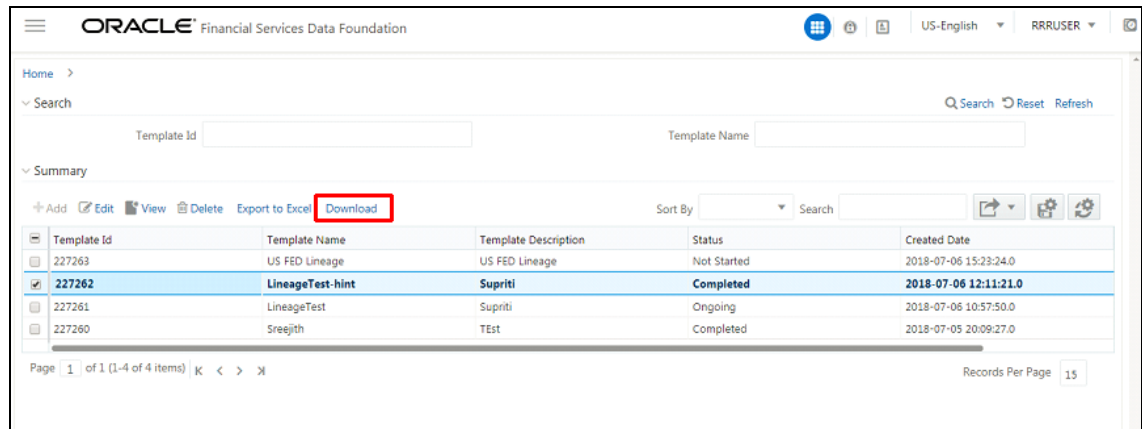 ORACLE® Financial Services Data Foundation US-English RRRUSER
Home >
Search Search Reset Refresh
Template Id Template Name
Summary
Add Edit View Delete Export to Excel Download Sort By Search
Template Id Template Name Template Description Status Created Date
227263 US FED Lineage US FED Lineage Not Started 2018-07-06 15:23:24.0
227262 LineageTest-hint Supriti Completed 2018-07-06 12:11:21.0
227261 LineageTest Supriti Ongoing 2018-07-06 10:57:50.0
227260 Sreejith TEst Completed 2018-07-05 20:09:27.0
Page 1 of 1 (1-4 of 4 items) Records Per Page 15